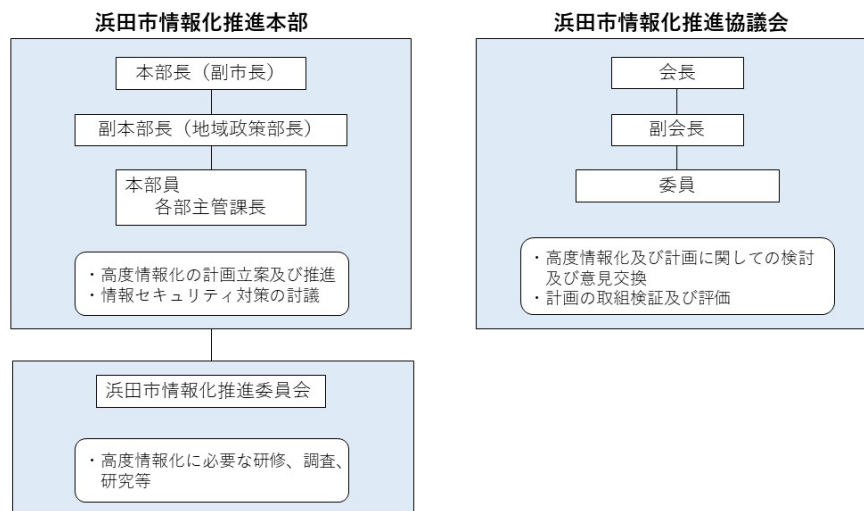 浜田市情報化推進本部
本部長（副市長）
副本部長（地域政策部長）
本部員
各部主管課長
・高度情報化の計画立案及び推進
・情報セキュリティ対策の討議
浜田市情報化推進委員会
・高度情報化に必要な研修、調査、
研究等
浜田市情報化推進協議会
会長
副会長
委員
・高度情報化及び計画に関しての検討
及び意見交換
・計画の取組検証及び評価